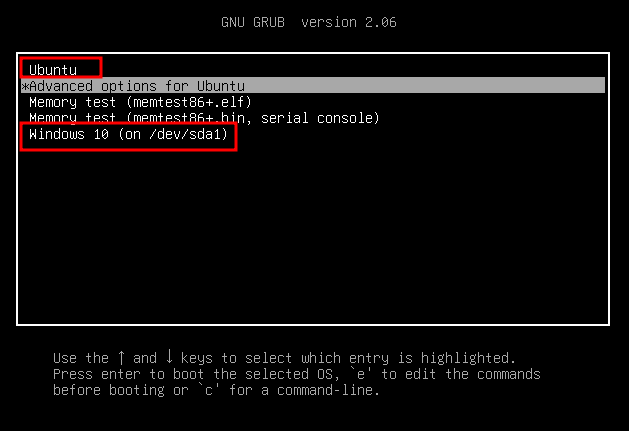 GNU GRUB version 2.06
Ubuntu
*Advanced options for Ubuntu
Memory test (memtest86+.elf)
Memory test (memtest86+.bin, serial console)
Windows 10 (on /dev/sda1)
Use the ↑ and ↓ keys to select which entry is highlighted.
Press enter to boot the selected OS, `e' to edit the commands
before booting or `c' for a command-line.